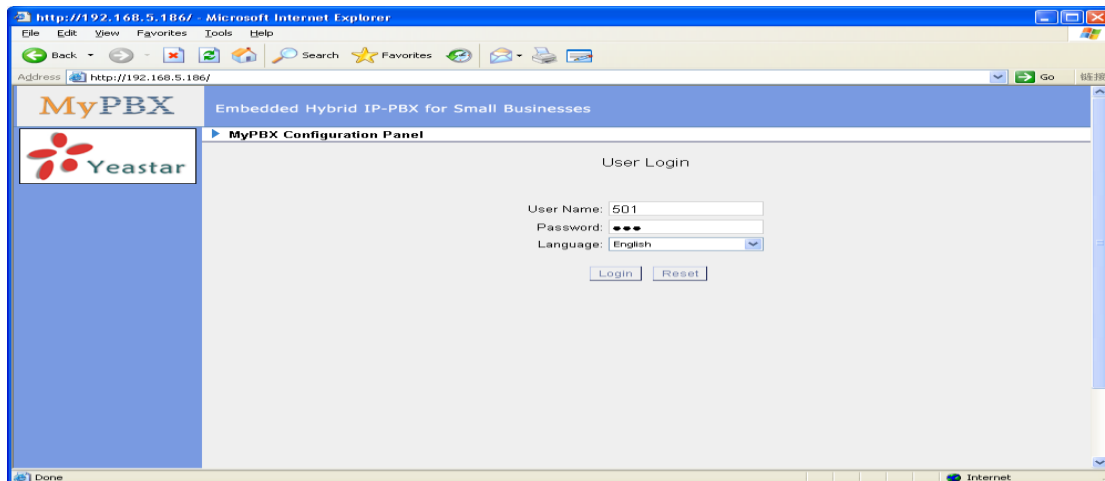 http://192.168.5.186/ - Microsoft Internet Explorer
File Edit View Favorites Tools Help
Back Search Favorites
Address http://192.168.5.186/ Go 链接
MyPBX Embedded Hybrid IP-PBX for Small Businesses
Yeastar
MyPBX Configuration Panel
User Login
User Name: 501
Password: ●●●
Language: English
Login Reset
Done Internet